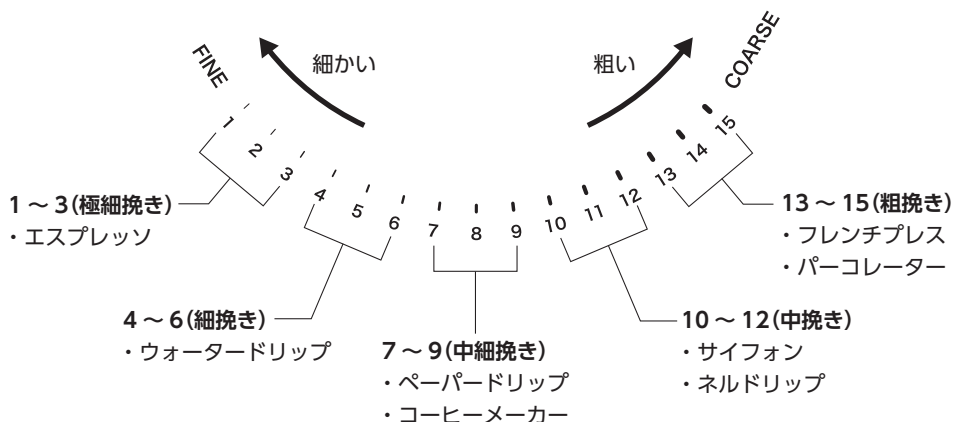 FINE
細かい
粗い
COARSE
1
2
3
4
5
6
7
8
9
10
11
12
13
14
15
1～3(極細挽き)
・エスプレッソ
4～6(細挽き)
・ウォータードリップ
7～9(中細挽き)
・ペーパードリップ
・コーヒーメーカー
10～12(中挽き)
・サイフォン
・ネルドリップ
13～15(粗挽き)
・フレンチプレス
・パーコレーター